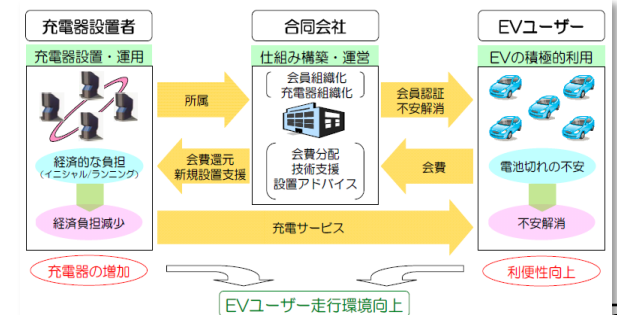 充電器設置者
合同会社
EVユーザー
充電器設置・運用
仕組み構築・運営
EVの積極的利用
会員組織化
充電器組織化
所属
会員認証
不安解消
経済的な負担
(イニシャル/ランニング)
会費還元
新規設置支援
会費分配
技術支援
設置アドバイス
会費
電池切れの不安
経済負担減少
充電サービス
不安解消
充電器の増加
利便性向上
EVユーザー走行環境向上